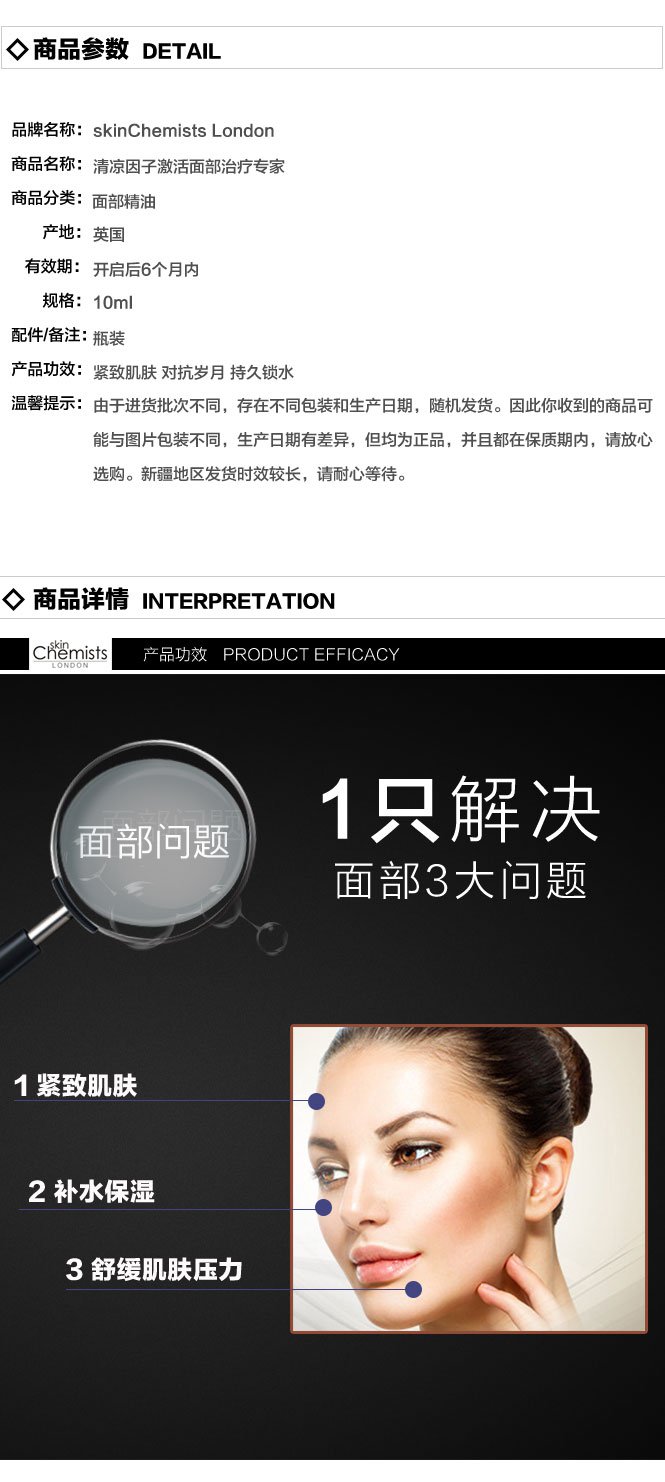 商品参数 DETAIL
品牌名称：skinChemists London
商品名称：清凉因子激活面部治疗专家
商品分类：面部精油
产地：英国
有效期：开启后6个月内
规格：10ml
配件/备注：瓶装
产品功效：紧致肌肤 对抗岁月 持久锁水
温馨提示：由于进货批次不同，存在不同包装和生产日期，随机发货。因此你收到的商品可
能与图片包装不同，生产日期有差异，但均为正品，并且都在保质期内，请放心
选购。新疆地区发货时效较长，请耐心等待。
商品详情 INTERPRETATION
skin
Chemists
LONDON
产品功效 PRODUCT EFFICACY
面部问题
面部问题
1只解决
面部3大问题
1 紧致肌肤
2 补水保湿
3 舒缓肌肤压力